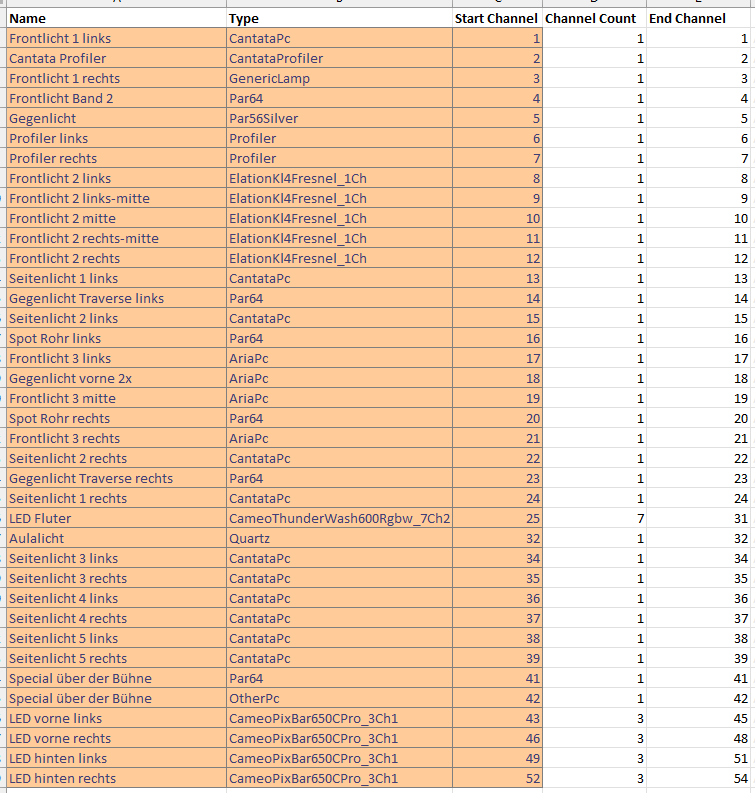 Name Type Start Channel Channel Count End Channel
Frontlicht 1 links CantataPc 1 1 1
Cantata Profiler CantataProfiler 2 1 2
Frontlicht 1 rechts GenericLamp 3 1 3
Frontlicht Band 2 Par64 4 1 4
Gegenlicht Par56Silver 5 1 5
Profiler links Profiler 6 1 6
Profiler rechts Profiler 7 1 7
Frontlicht 2 links ElationKl4Fresnel_1Ch 8 1 8
Frontlicht 2 links-mitte ElationKl4Fresnel_1Ch 9 1 9
Frontlicht 2 mitte ElationKl4Fresnel_1Ch 10 1 10
Frontlicht 2 rechts-mitte ElationKl4Fresnel_1Ch 11 1 11
Frontlicht 2 rechts ElationKl4Fresnel_1Ch 12 1 12
Seitenlicht 1 links CantataPc 13 1 13
Gegenlicht Traverse links Par64 14 1 14
Seitenlicht 2 links CantataPc 15 1 15
Spot Rohr links Par64 16 1 16
Frontlicht 3 links AriaPc 17 1 17
Gegenlicht vorne 2x AriaPc 18 1 18
Frontlicht 3 mitte AriaPc 19 1 19
Spot Rohr rechts Par64 20 1 20
Frontlicht 3 rechts AriaPc 21 1 21
Seitenlicht 2 rechts CantataPc 22 1 22
Gegenlicht Traverse rechts Par64 23 1 23
Seitenlicht 1 rechts CantataPc 24 1 24
LED Fluter CameoThunderWash600Rgbw_7Ch2 25 7 31
Aulalicht Quartz 32 1 32
Seitenlicht 3 links CantataPc 34 1 34
Seitenlicht 3 rechts CantataPc 35 1 35
Seitenlicht 4 links CantataPc 36 1 36
Seitenlicht 4 rechts CantataPc 37 1 37
Seitenlicht 5 links CantataPc 38 1 38
Seitenlicht 5 rechts CantataPc 39 1 39
Special über der Bühne Par64 41 1 41
Special über der Bühne OtherPc 42 1 42
LED vorne links CameoPixBar650CPro_3Ch1 43 3 45
LED vorne rechts CameoPixBar650CPro_3Ch1 46 3 48
LED hinten links CameoPixBar650CPro_3Ch1 49 3 51
LED hinten rechts CameoPixBar650CPro_3Ch1 52 3 54